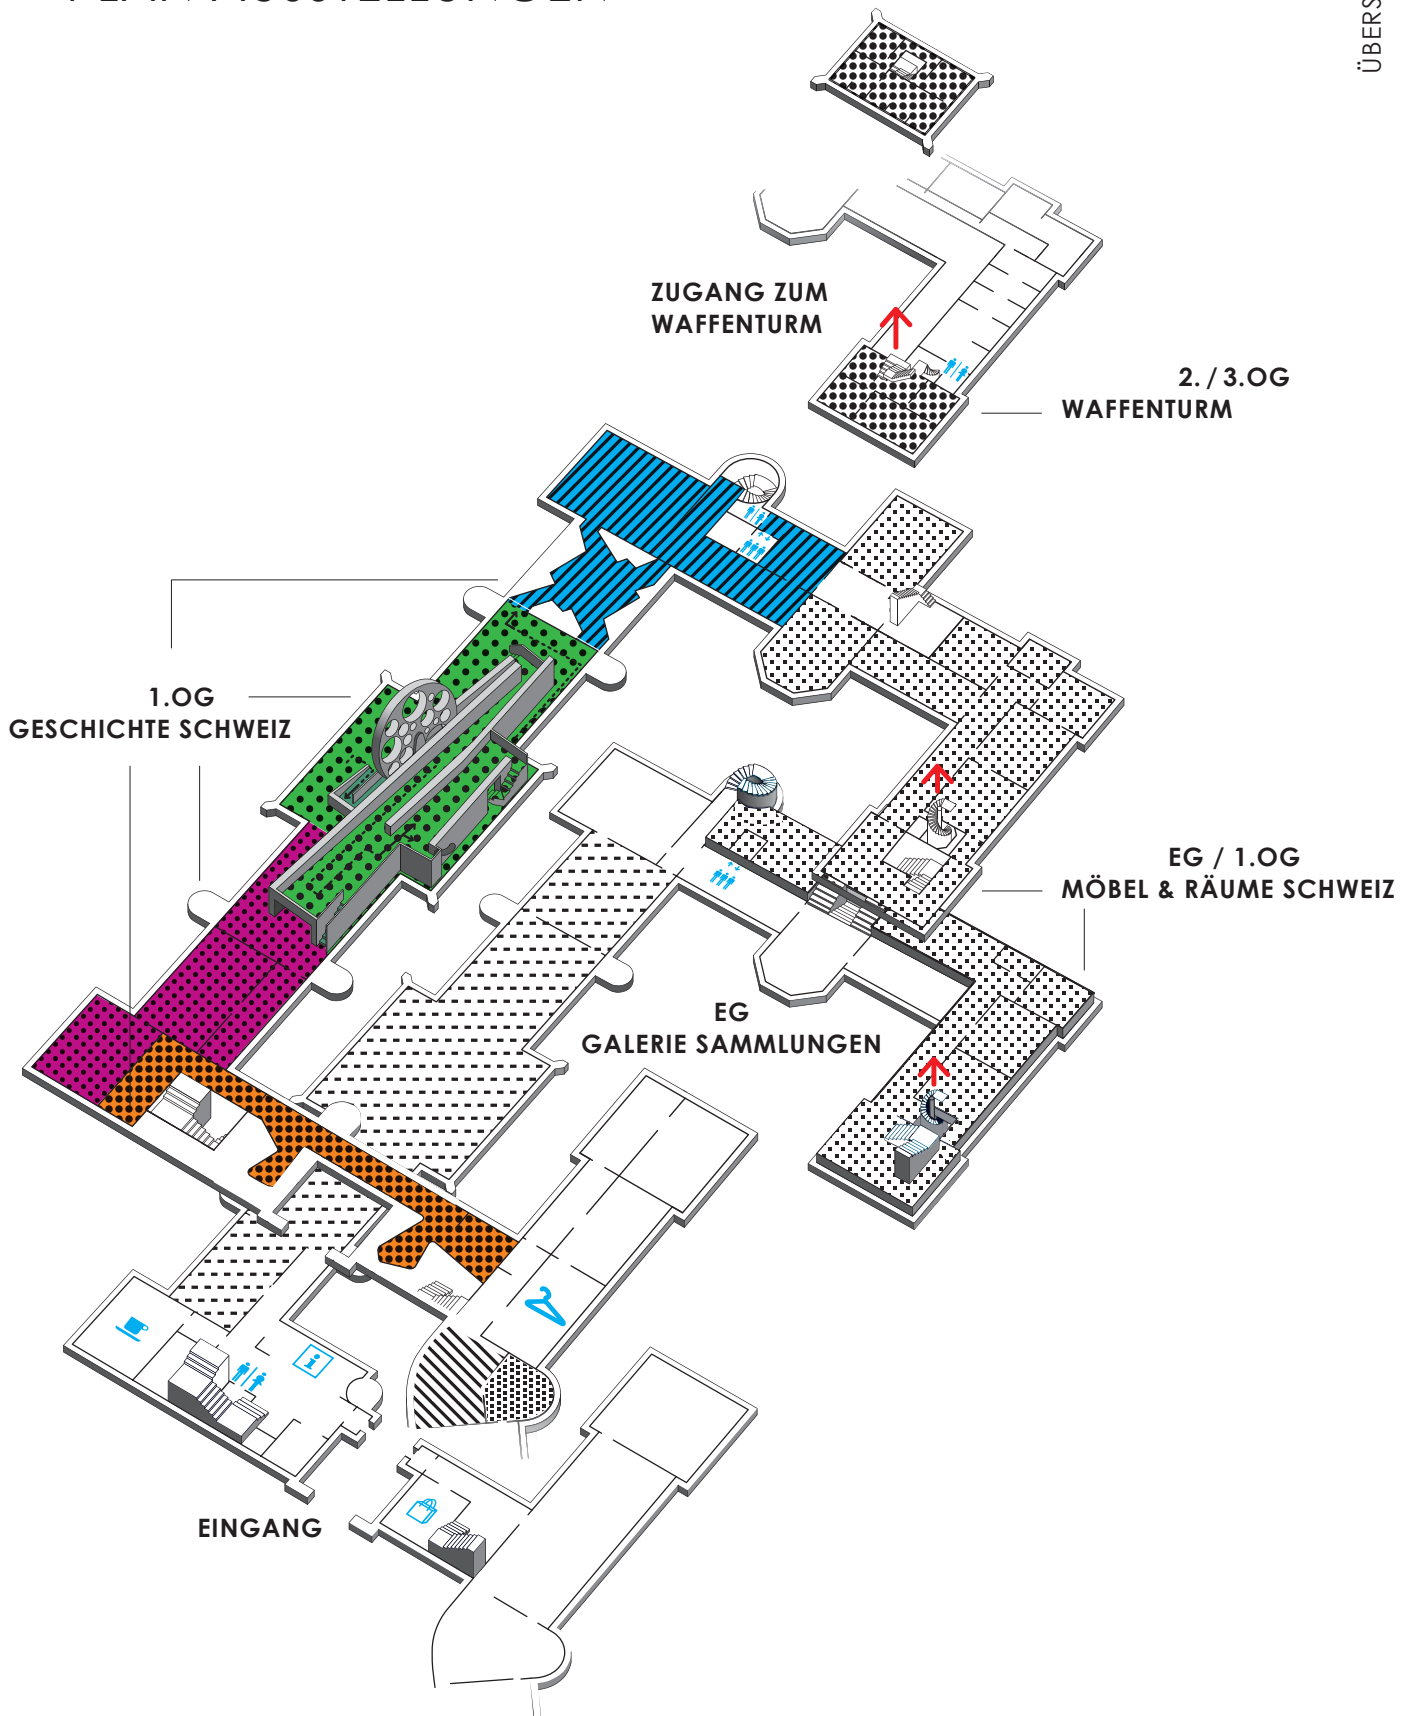 ZUGANG ZUM
WAFFENTURM
2. / 3.OG
WAFFENTURM
1.OG
GESCHICHTE SCHWEIZ
EG / 1.OG
MÖBEL & RÄUME SCHWEIZ
EG
GALERIE SAMMLUNGEN
EINGANG